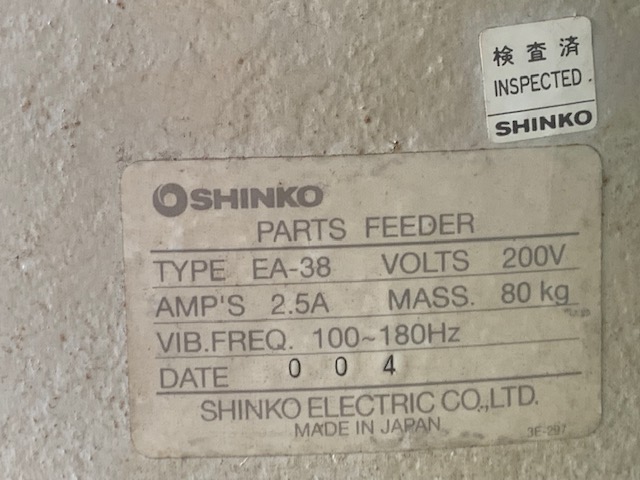 検査済
INSPECTED.
SHINKO
SHINKO
PARTS FEEDER
TYPE EA-38 VOLTS 200V
AMP'S 2.5A MASS. 80 kg
VIB.FREQ. 100~180Hz
DATE 0 0 4
SHINKO ELECTRIC CO.,LTD.
MADE IN JAPAN
3E-297